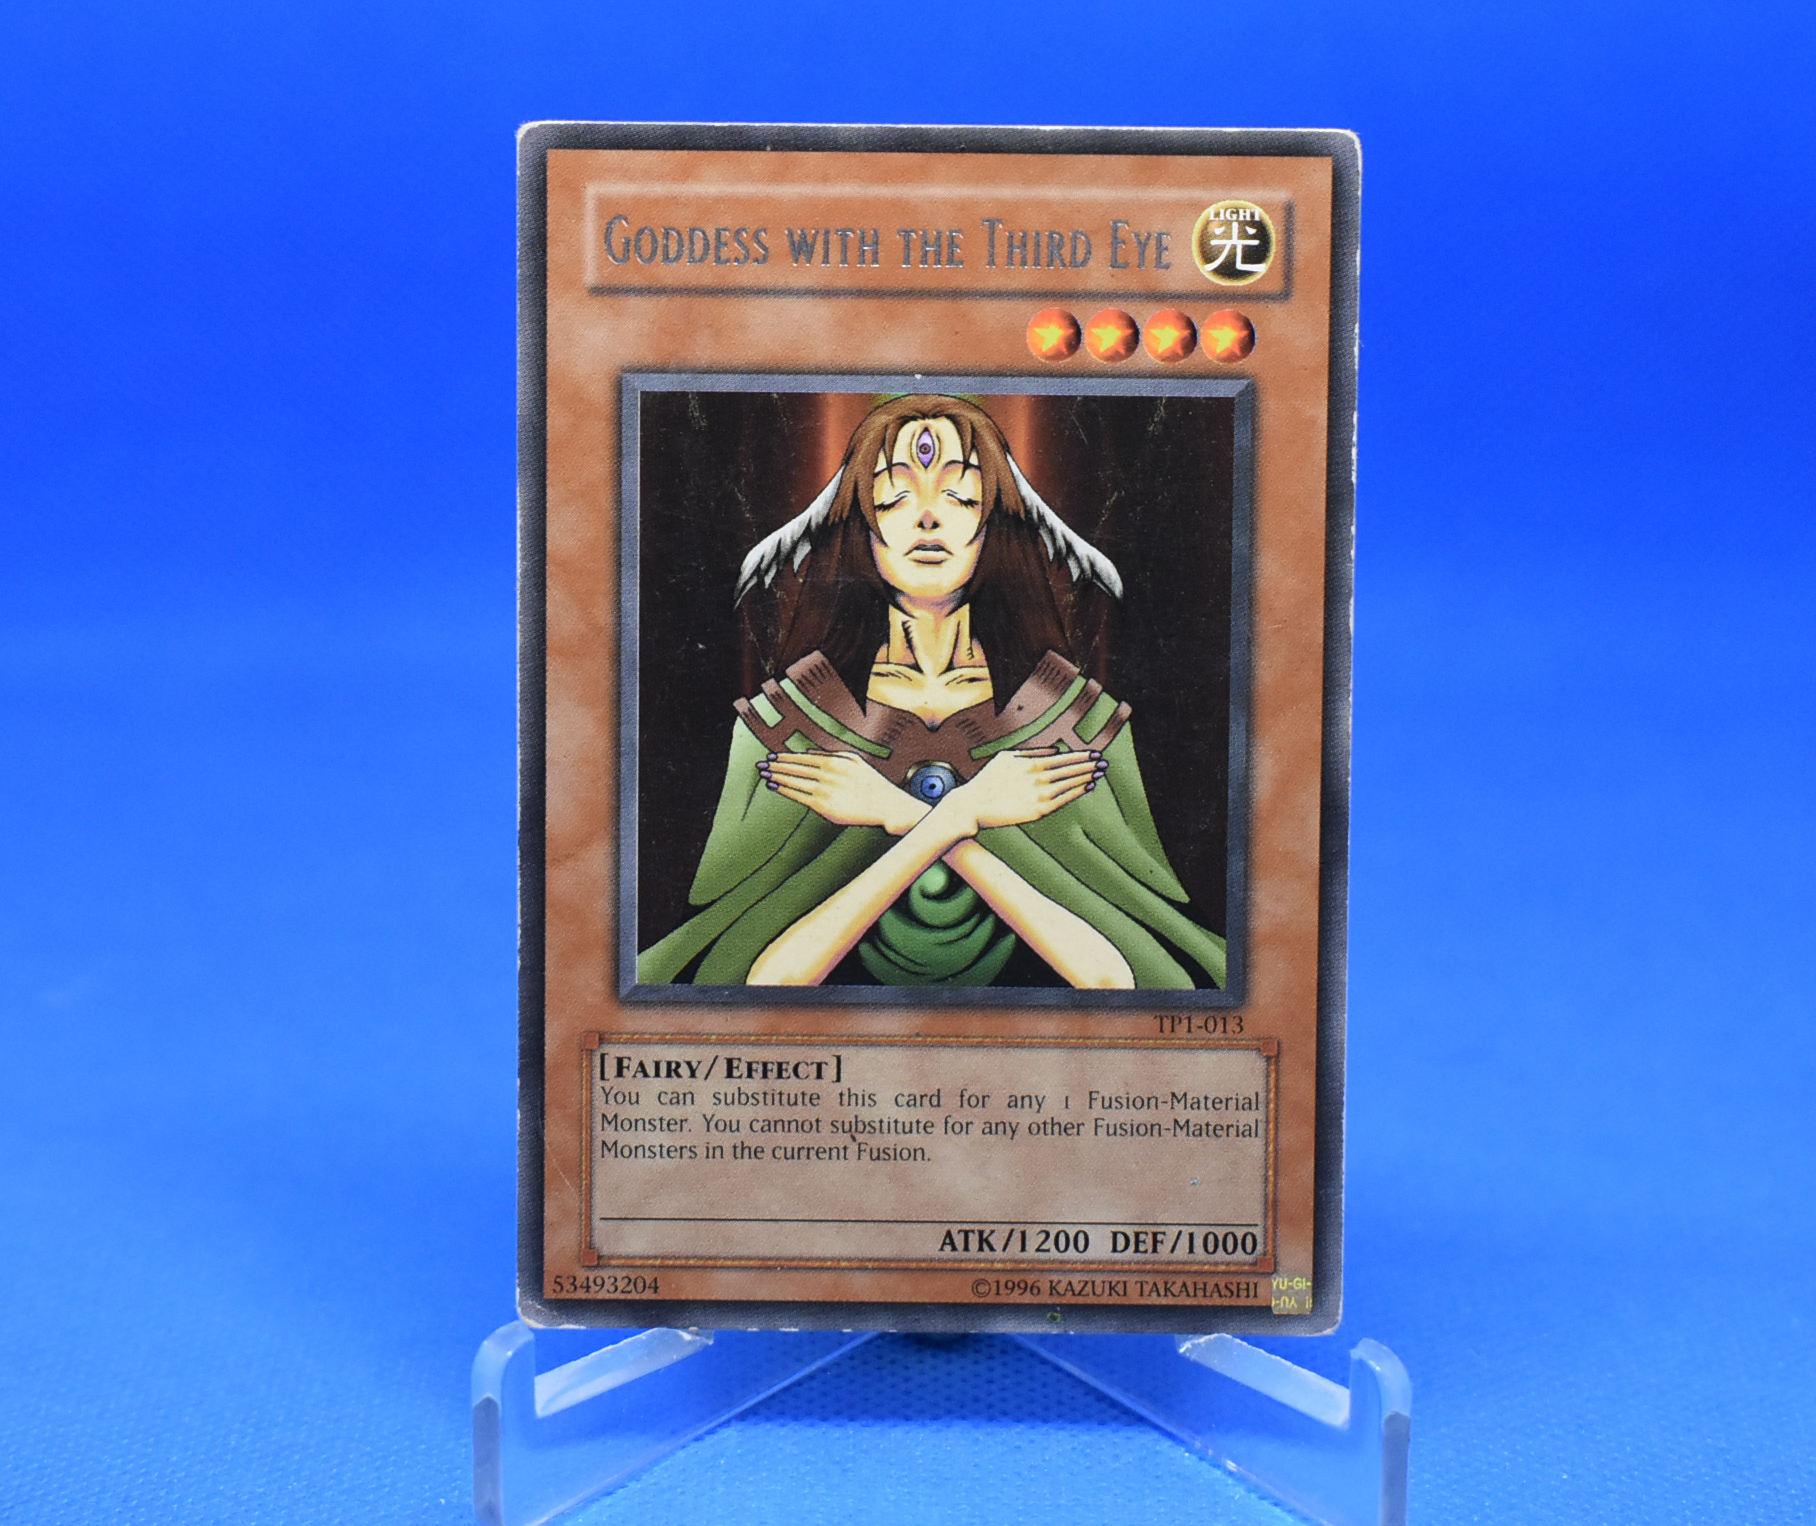 GODDESS WITH THE THIRD EYE
LIGHT
光
TP1-013
[FAIRY/EFFECT]
You can substitute this card for any 1 Fusion-Material
Monster. You cannot substitute for any other Fusion-Material
Monsters in the current Fusion.
ATK/1200 DEF/1000
53493204
©1996 KAZUKI TAKAHASHI
YU-GI-